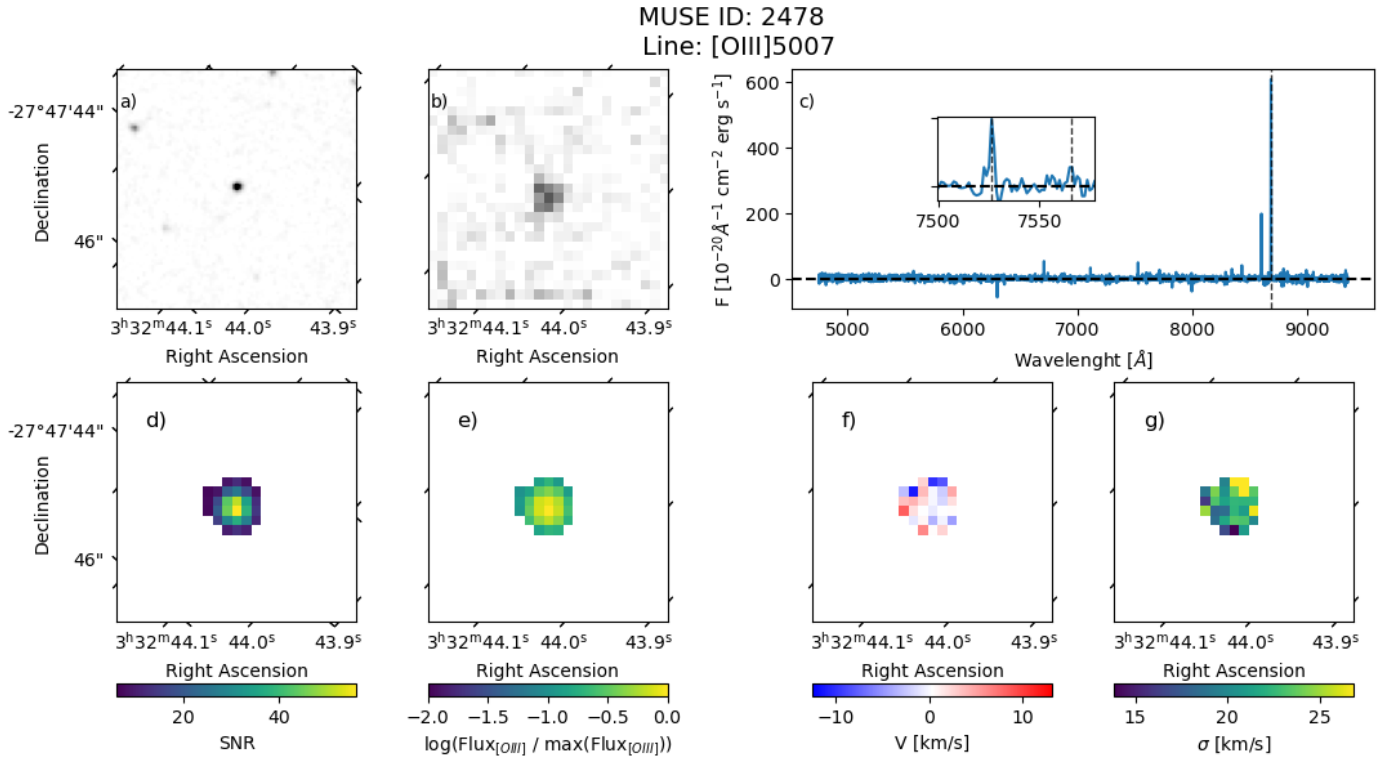 MUSE ID: 2478
Line: [OIII]5007
a)
-27°47'44"
46"
Declination
3ʰ32ᵐ44.1ˢ 44.0ˢ 43.9ˢ
Right Ascension
b)
3ʰ32ᵐ44.1ˢ 44.0ˢ 43.9ˢ
Right Ascension
c)
F [10⁻²⁰Å⁻¹ cm⁻² erg s⁻¹]
600
400
200
0
7500 7550
5000 6000 7000 8000 9000
Wavelenght [Å]
d)
-27°47'44"
46"
Declination
3ʰ32ᵐ44.1ˢ 44.0ˢ 43.9ˢ
Right Ascension
20 40
SNR
e)
3ʰ32ᵐ44.1ˢ 44.0ˢ 43.9ˢ
Right Ascension
−2.0 −1.5 −1.0 −0.5 0.0
log(Flux[OIII] / max(Flux[OIII]))
f)
3ʰ32ᵐ44.1ˢ 44.0ˢ 43.9ˢ
Right Ascension
−10 0 10
V [km/s]
g)
3ʰ32ᵐ44.1ˢ 44.0ˢ 43.9ˢ
Right Ascension
15 20 25
σ [km/s]